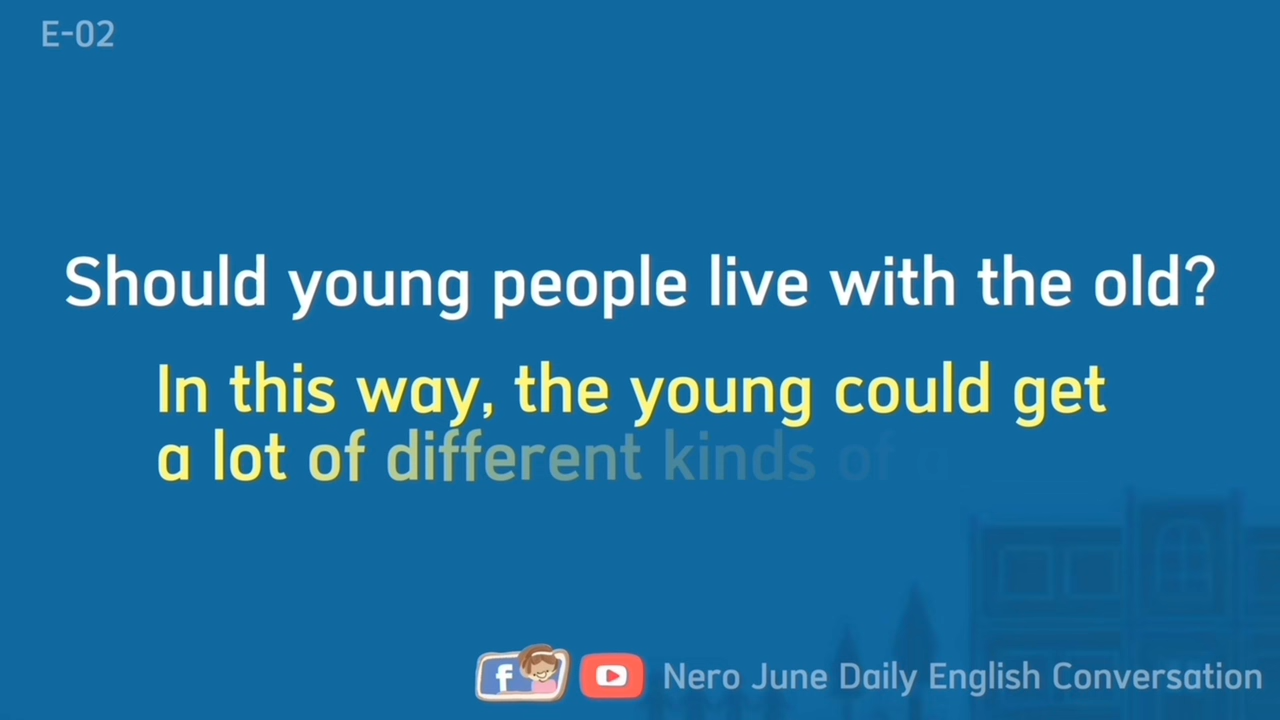 E-02
Should young people live with the old?
In this way, the young could get
a lot of different kinds of a
f
Nero June Daily English Conversation